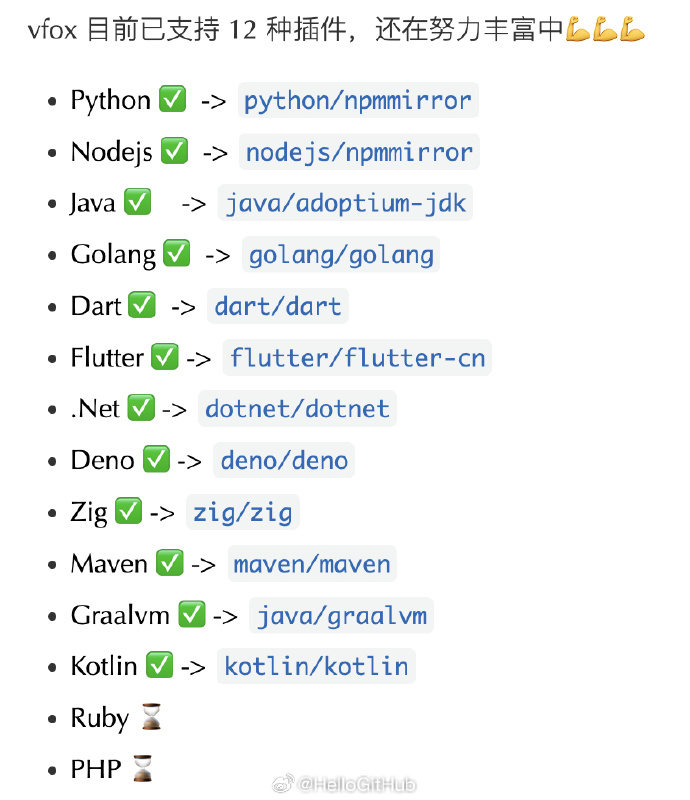 vfox 目前已支持 12 种插件，还在努力丰富中💪💪💪
• Python ✅ -> python/npmmirror
• Nodejs ✅ -> nodejs/npmmirror
• Java ✅ -> java/adoptium-jdk
• Golang ✅ -> golang/golang
• Dart ✅ -> dart/dart
• Flutter ✅ -> flutter/flutter-cn
• .Net ✅ -> dotnet/dotnet
• Deno ✅ -> deno/deno
• Zig ✅ -> zig/zig
• Maven ✅ -> maven/maven
• Graalvm ✅ -> java/graalvm
• Kotlin ✅ -> kotlin/kotlin
• Ruby ⌛
• PHP ⌛
@HelloGitHub